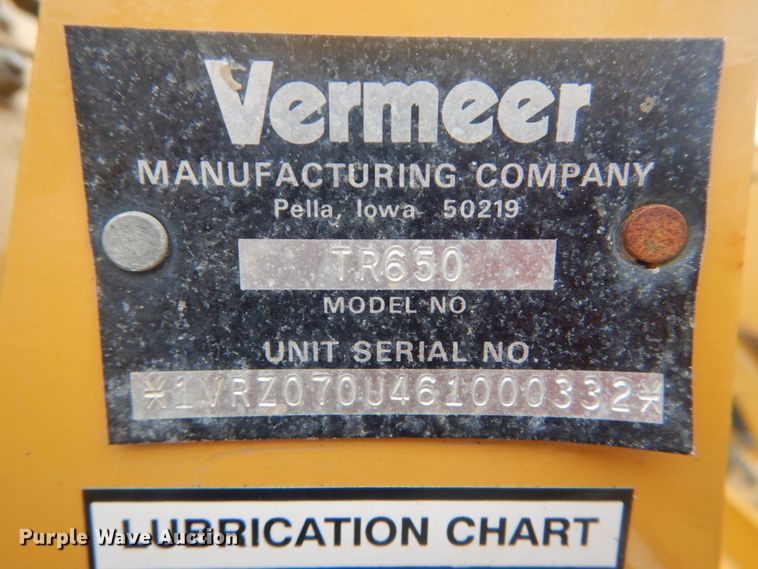 Vermeer
MANUFACTURING COMPANY
Pella, Iowa 50219
TR650
MODEL NO.
UNIT SERIAL NO.
*1VRZ070U461000332*
LUBRICATION CHART
Purple Wave Auction